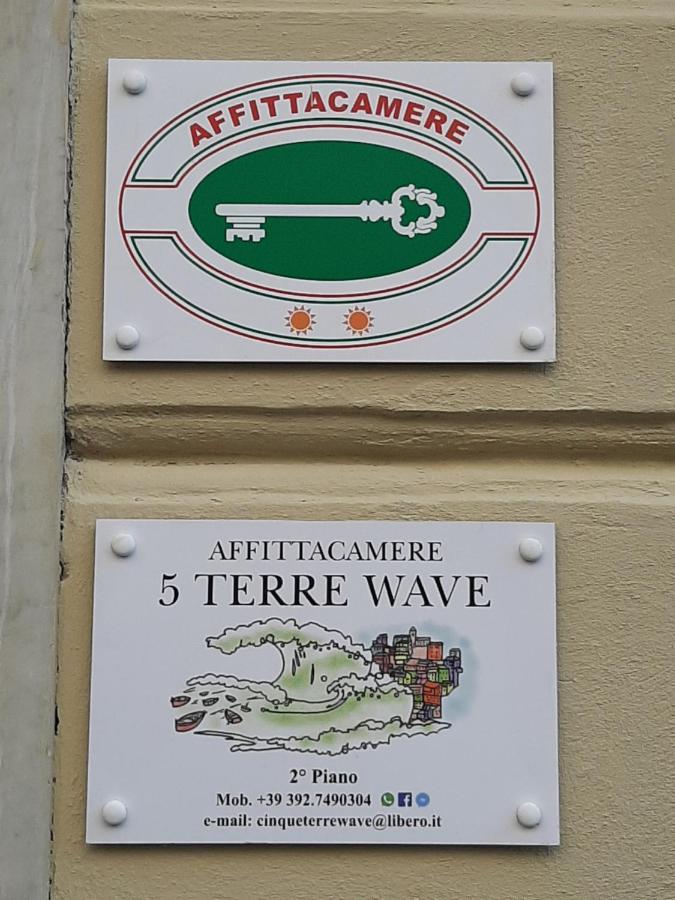 AFFITTACAMERE
AFFITTACAMERE
5 TERRE WAVE
2° Piano
Mob. +39 392.7490304
e-mail: cinqueterrewave@libero.it